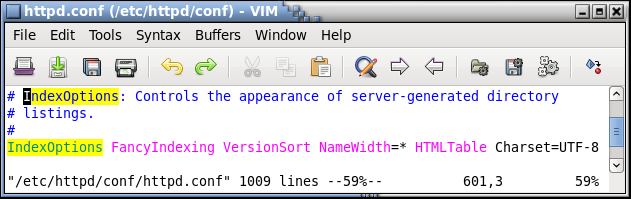 httpd.conf (/etc/httpd/conf) - VIM
File Edit Tools Syntax Buffers Window Help
# IndexOptions: Controls the appearance of server-generated directory
# listings.
#
IndexOptions FancyIndexing VersionSort NameWidth=* HTMLTable Charset=UTF-8
"/etc/httpd/conf/httpd.conf" 1009 lines --59%-- 601,3 59%